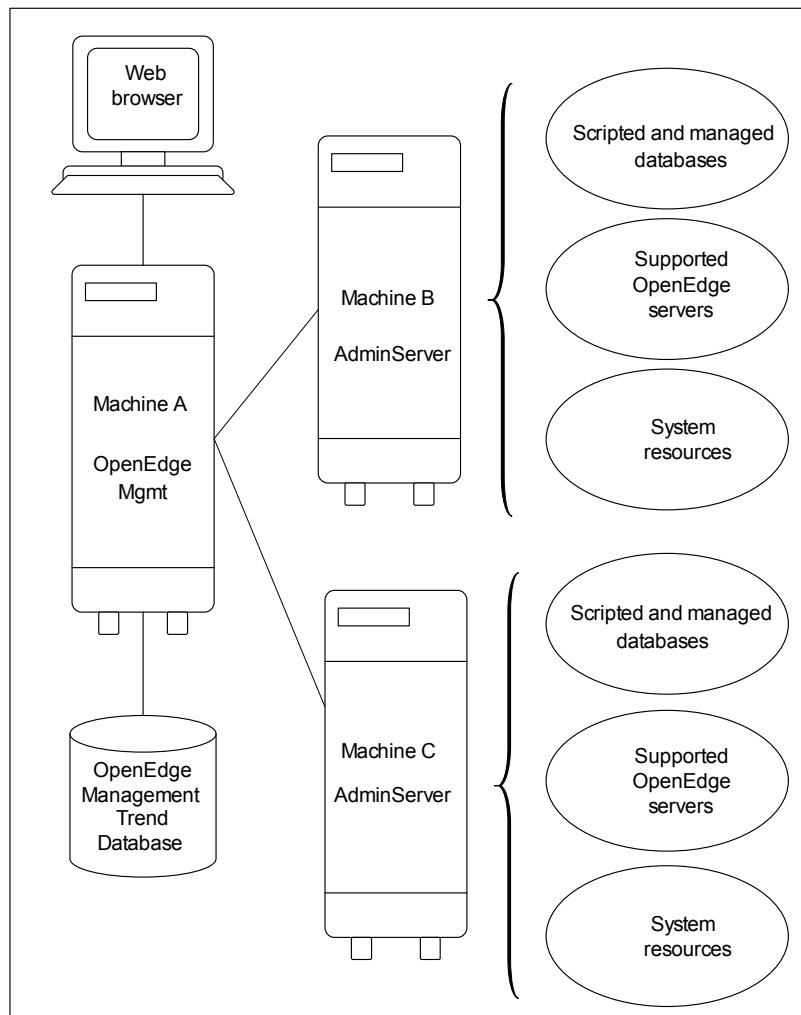 Web
browser
Machine A
OpenEdge
Mgmt
OpenEdge
Management
Trend
Database
Machine B
AdminServer
Scripted and managed
databases
Supported
OpenEdge
servers
System
resources
Machine C
AdminServer
Scripted and managed
databases
Supported
OpenEdge
servers
System
resources